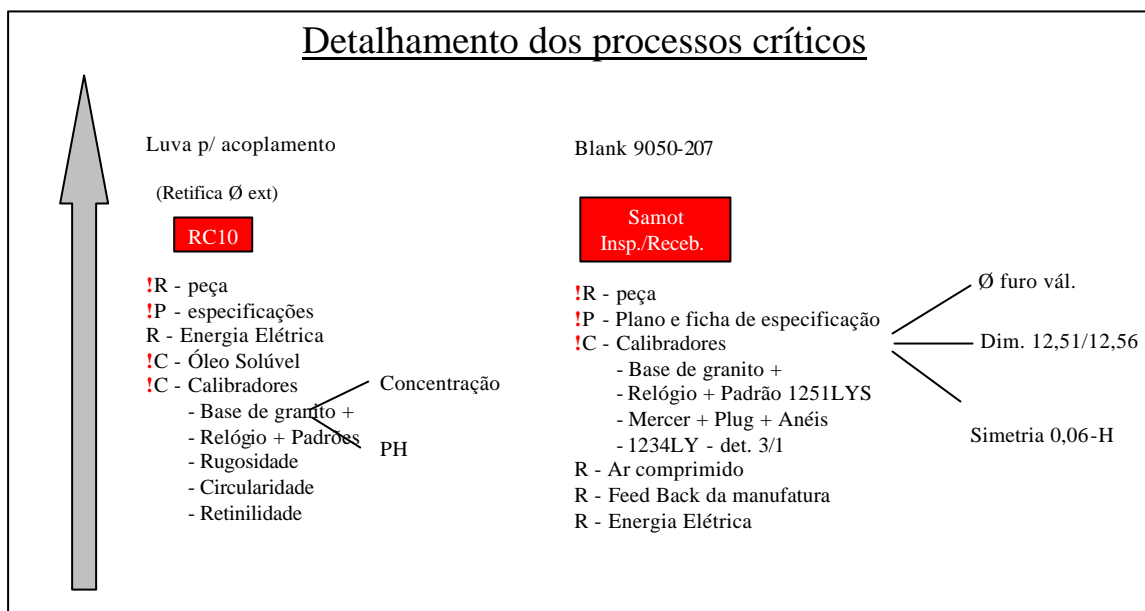 Detalhamento dos processos críticos
Luva p/ acoplamento
(Retifica Ø ext)
RC10
!R - peça
!P - especificações
R - Energia Elétrica
!C - Óleo Solúvel
!C - Calibradores
- Base de granito +
- Relógio + Padrões
- Rugosidade
- Circularidade
- Retinilidade
Concentração
PH
Blank 9050-207
Samot
Insp./Receb.
!R - peça
!P - Plano e ficha de especificação
!C - Calibradores
- Base de granito +
- Relógio + Padrão 1251LYS
- Mercer + Plug + Anéis
- 1234LY - det. 3/1
R - Ar comprimido
R - Feed Back da manufatura
R - Energia Elétrica
Ø furo vál.
Dim. 12,51/12,56
Simetria 0,06-H